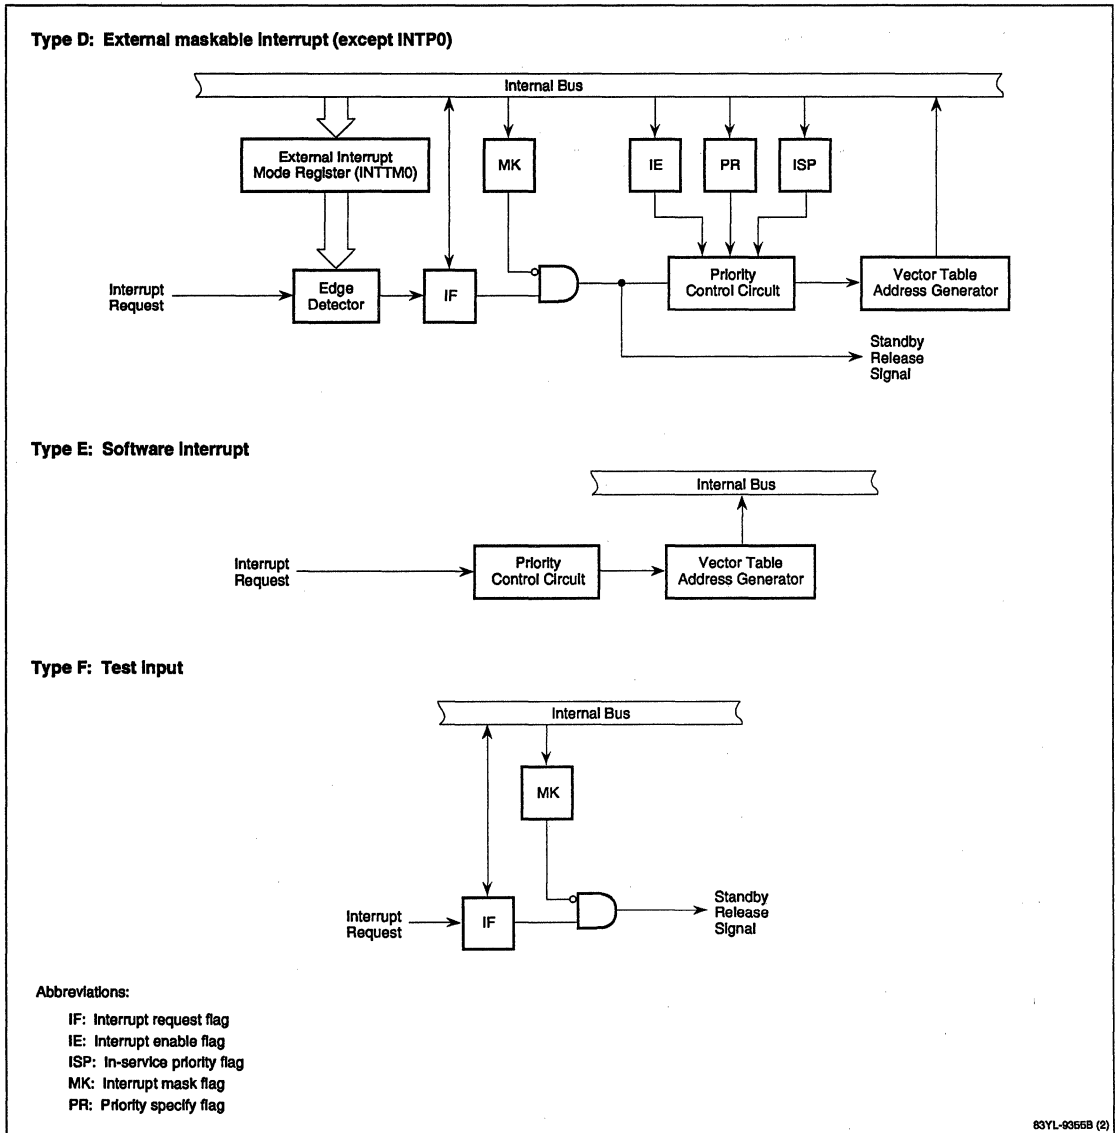 Type D: External maskable interrupt (except INTP0)
Internal Bus
External Interrupt
Mode Register (INTTM0)
MK
IE
PR
ISP
Interrupt
Request
Edge
Detector
IF
Priority
Control Circuit
Vector Table
Address Generator
Standby
Release
Signal
Type E: Software interrupt
Internal Bus
Interrupt
Request
Priority
Control Circuit
Vector Table
Address Generator
Type F: Test input
Internal Bus
MK
Interrupt
Request
IF
Standby
Release
Signal
Abbreviations:
IF: Interrupt request flag
IE: Interrupt enable flag
ISP: In-service priority flag
MK: Interrupt mask flag
PR: Priority specify flag
83YL-9355B (2)